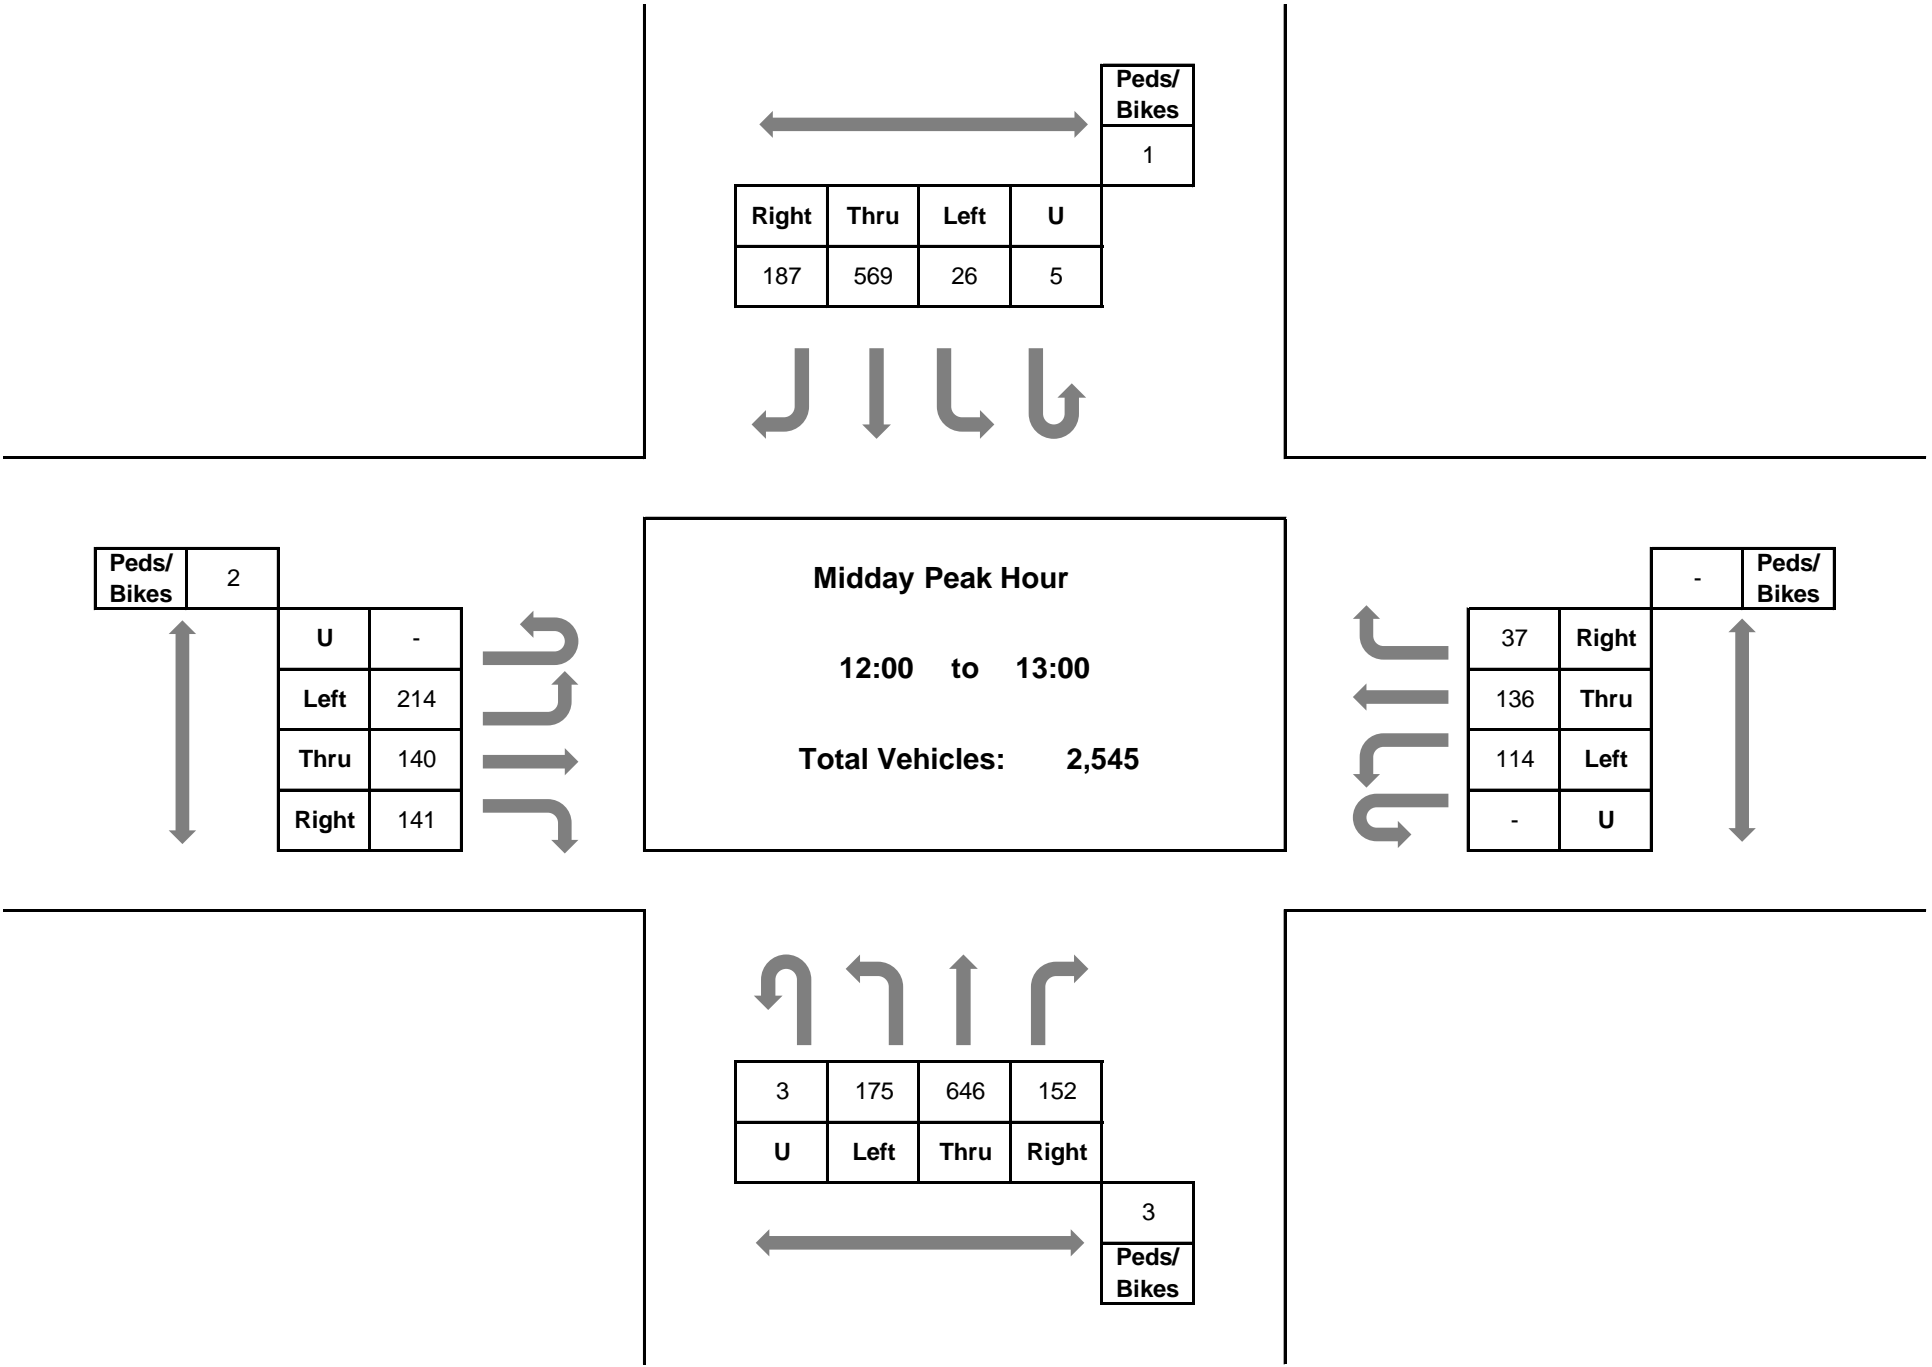 Peds/
Bikes
1
Right Thru Left U
187 569 26 5
Peds/
Bikes
2
U -
Left 214
Thru 140
Right 141
Midday Peak Hour
12:00 to 13:00
Total Vehicles: 2,545
- Peds/
Bikes
37 Right
136 Thru
114 Left
- U
3 175 646 152
U Left Thru Right
3
Peds/
Bikes